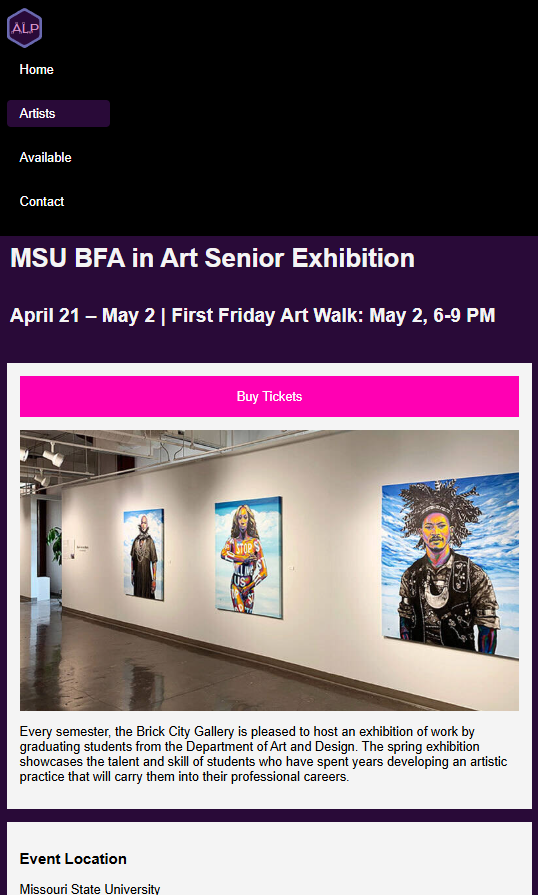 ALP
Home
Artists
Available
Contact
MSU BFA in Art Senior Exhibition
April 21 – May 2 | First Friday Art Walk: May 2, 6-9 PM
Buy Tickets
STOP
KILLING
US
Every semester, the Brick City Gallery is pleased to host an exhibition of work by
graduating students from the Department of Art and Design. The spring exhibition
showcases the talent and skill of students who have spent years developing an artistic
practice that will carry them into their professional careers.
Event Location
Missouri State University